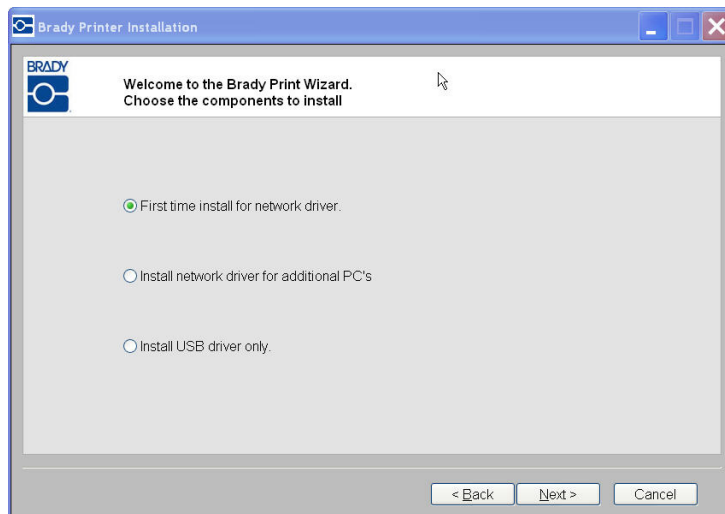 Brady Printer Installation
BRADY
Welcome to the Brady Print Wizard.
Choose the components to install
First time install for network driver.
Install network driver for additional PC's
Install USB driver only.
< Back
Next >
Cancel